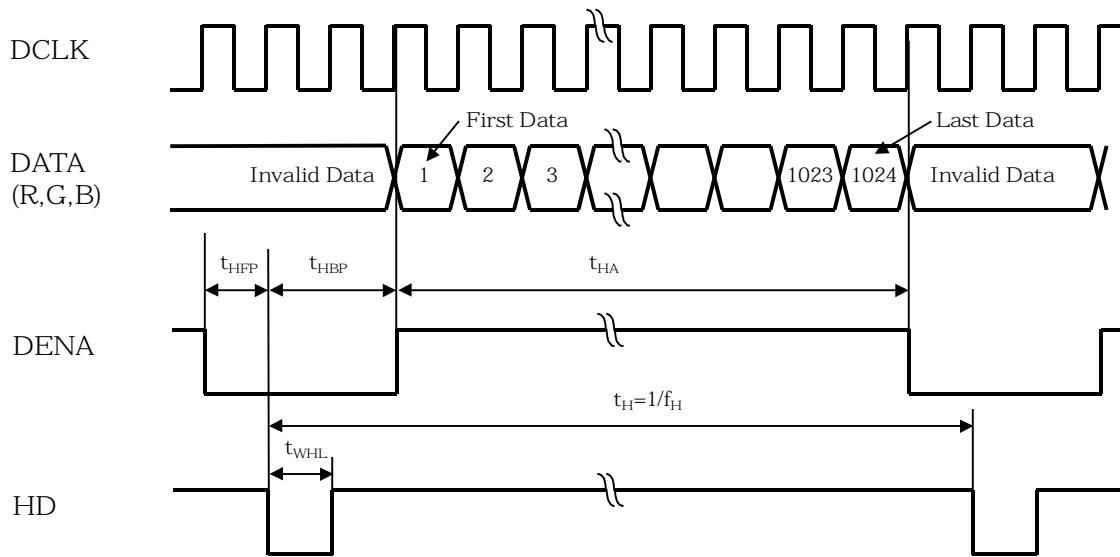 DCLK
First Data
Last Data
DATA
(R,G,B)
Invalid Data
1
2
3
1023
1024
Invalid Data
tHFP
tHBP
tHA
DENA
tH=1/fH
tWHL
HD